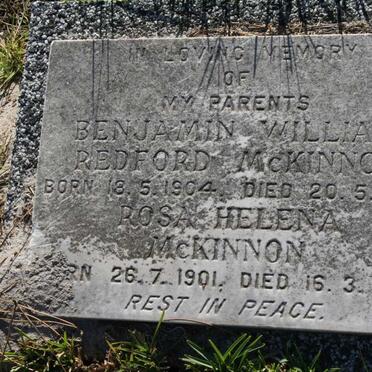 IN LOVING MEMORY
OF
MY PARENTS
BENJAMIN WILLIA
REDFORD McKINNO
BORN 18.5.1904. DIED 20.5.
ROSA HELENA
McKINNON
RN 26.7.1901. DIED 16.3.
REST IN PEACE.